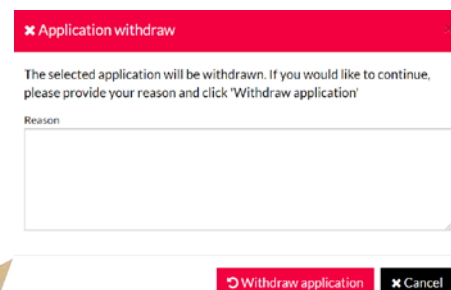 Application withdraw
The selected application will be withdrawn. If you would like to continue,
please provide your reason and click 'Withdraw application'
Reason
Withdraw application
Cancel